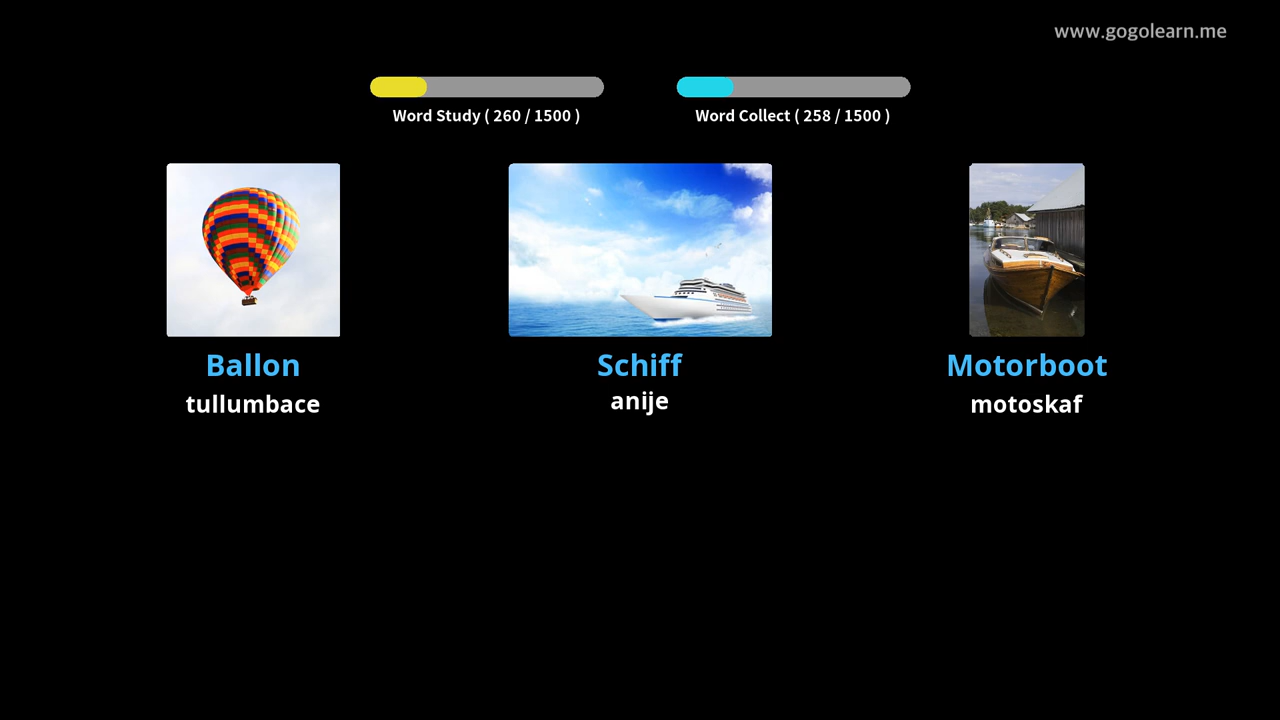 www.gogolearn.me
Word Study ( 260 / 1500 )
Word Collect ( 258 / 1500 )
Ballon
tullumbace
Schiff
anije
Motorboot
motoskaf